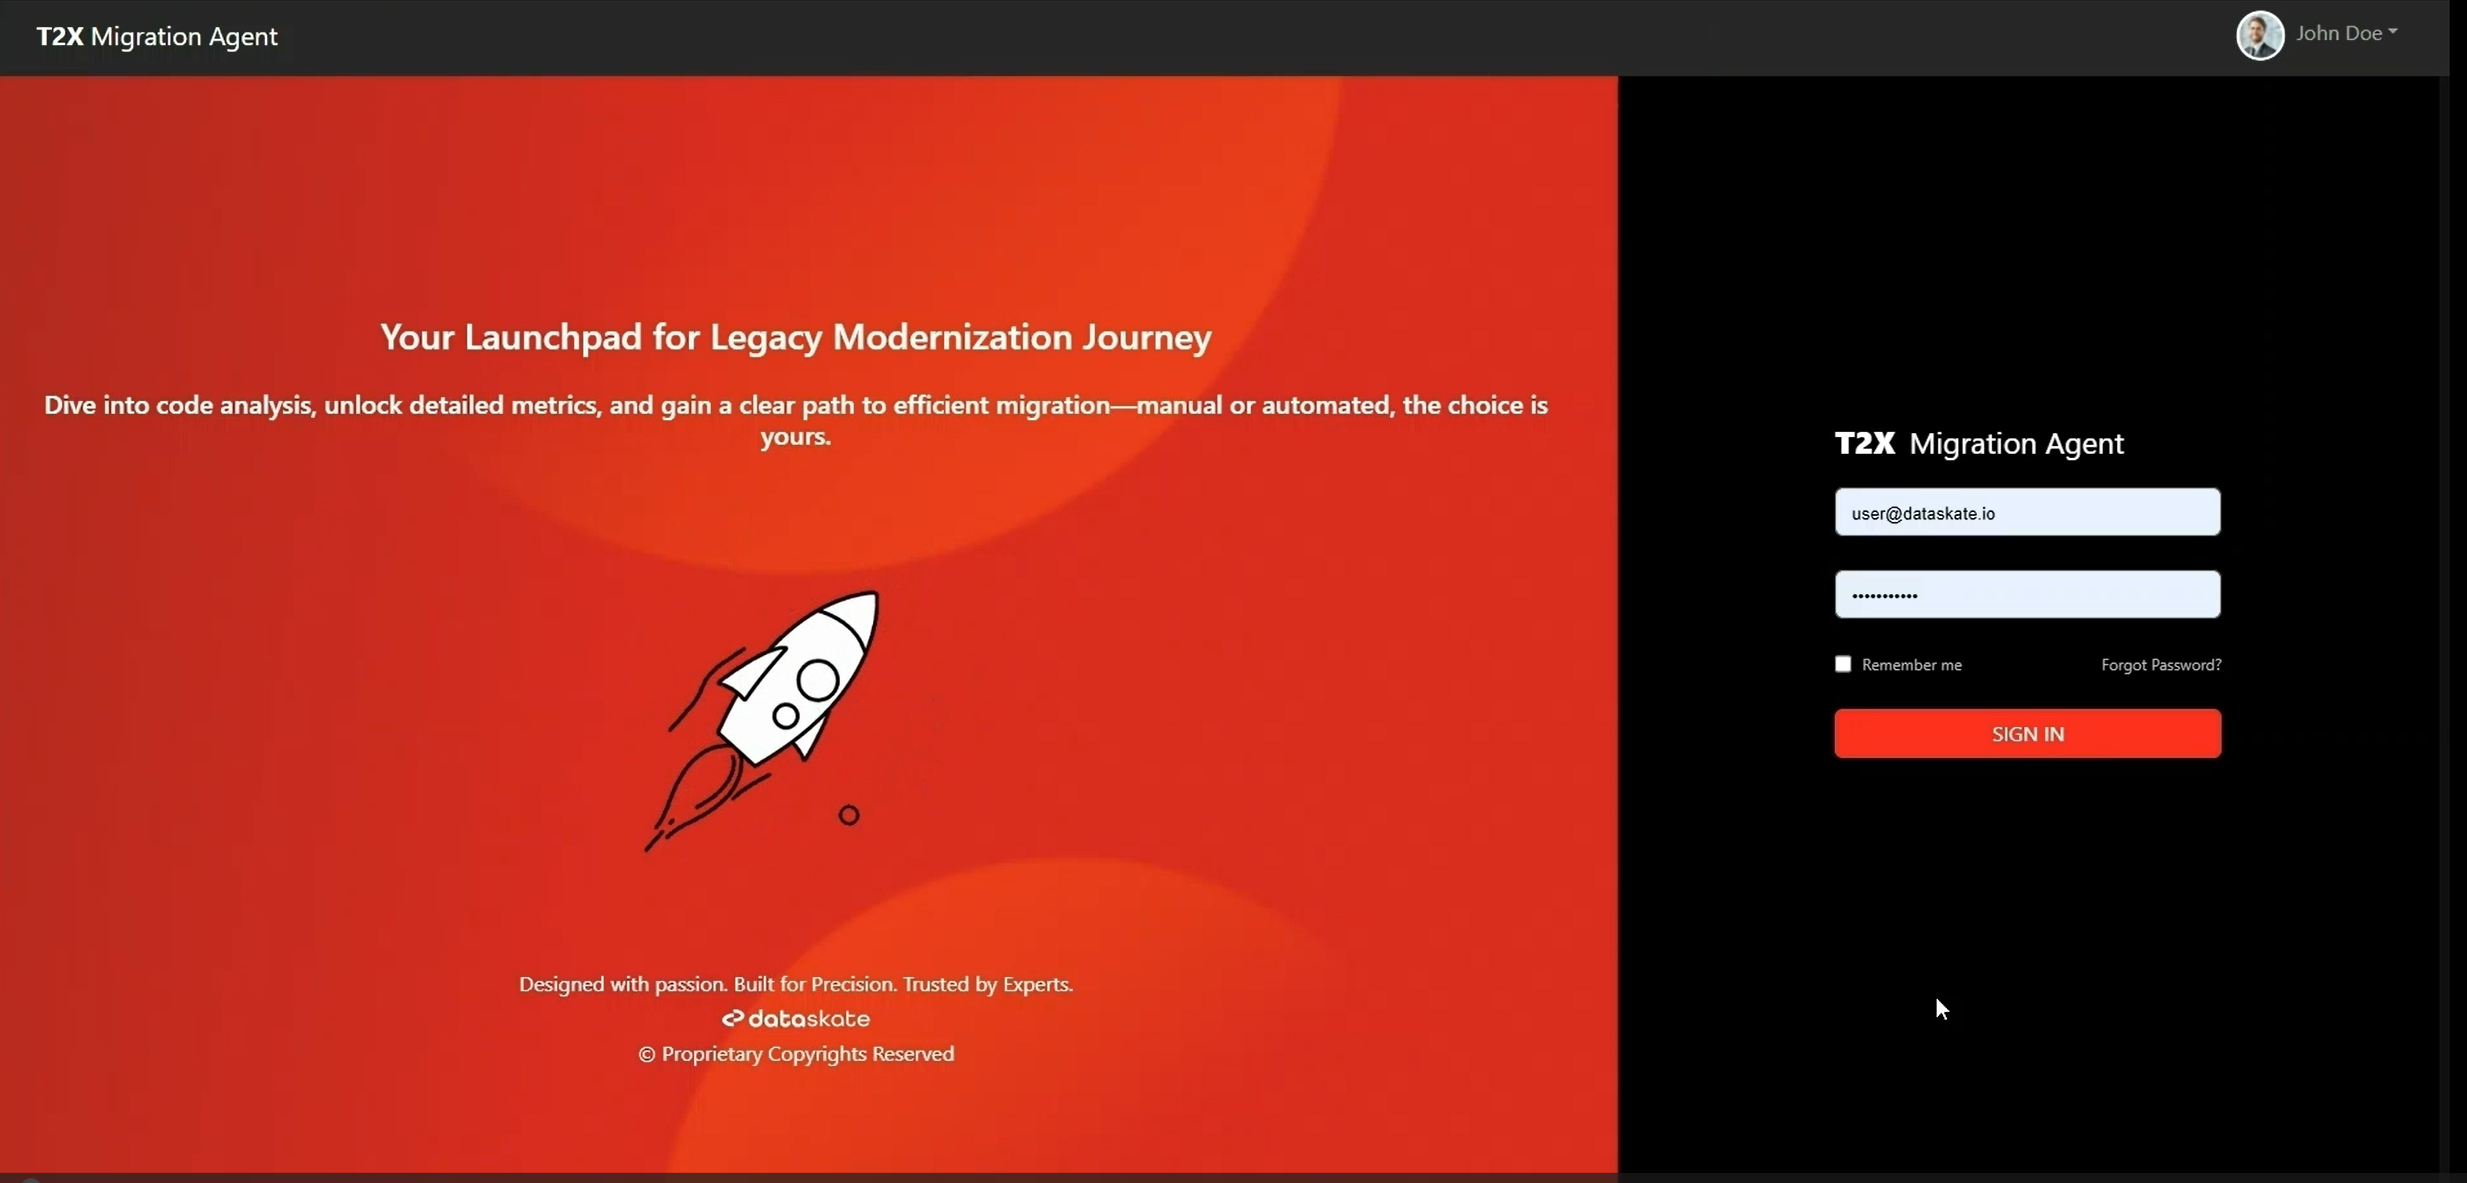 T2X Migration Agent
John Doe
Your Launchpad for Legacy Modernization Journey
Dive into code analysis, unlock detailed metrics, and gain a clear path to efficient migration—manual or automated, the choice is
yours.
Designed with passion. Built for Precision. Trusted by Experts.
dataskate
© Proprietary Copyrights Reserved
T2X Migration Agent
user@dataskate.io
•••••••••••
Remember me
Forgot Password?
SIGN IN